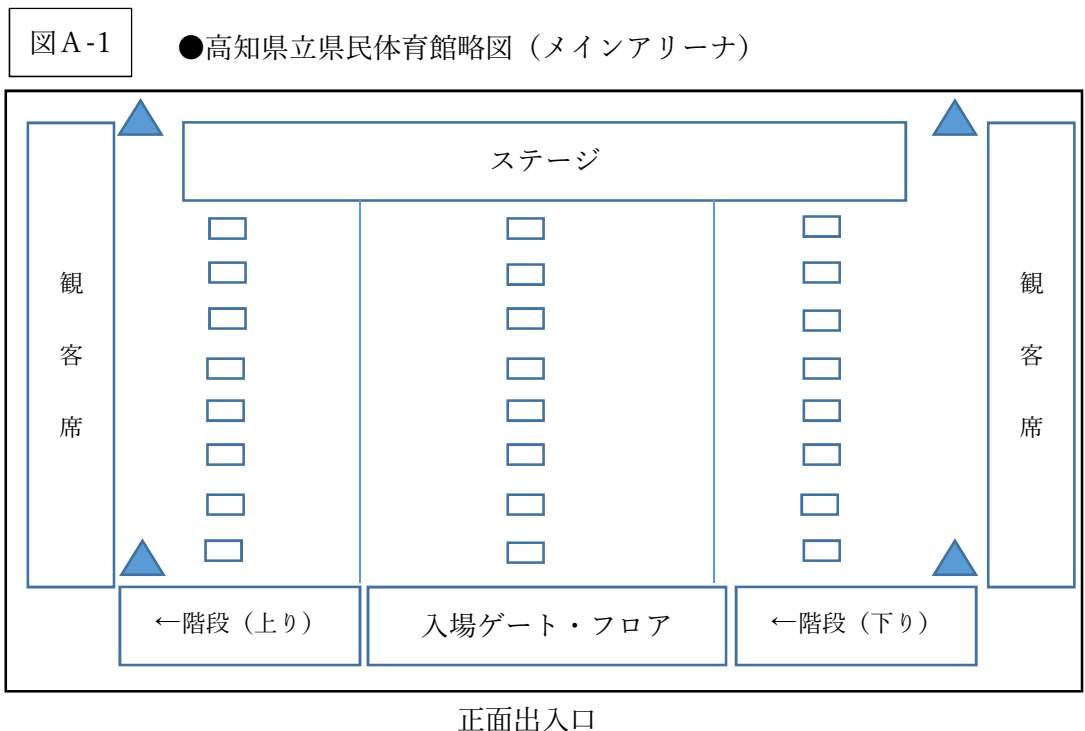 図A-1
●高知県立県民体育館略図（メインアリーナ）
ステージ
観客席
観客席
←階段（上り）
入場ゲート・フロア
←階段（下り）
正面出入口